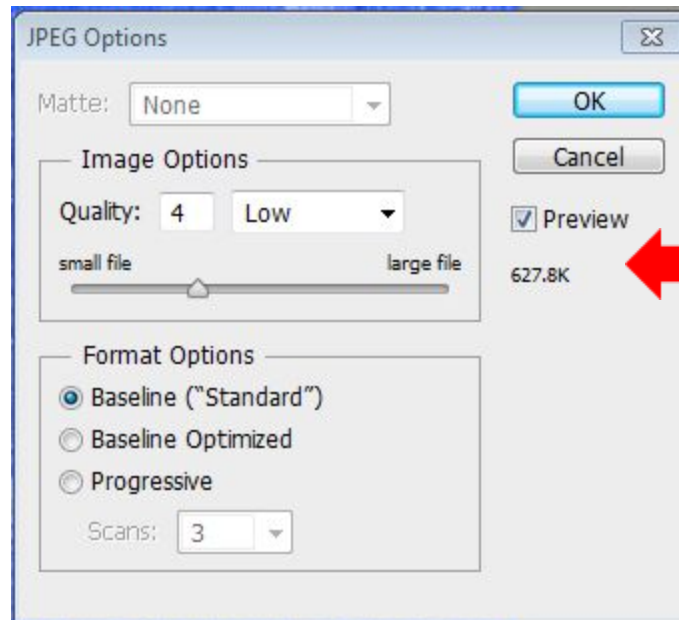 JPEG Options
Matte: None
OK
Cancel
Image Options
Quality: 4 Low
Preview
small file large file
627.8K
Format Options
Baseline (“Standard”)
Baseline Optimized
Progressive
Scans: 3